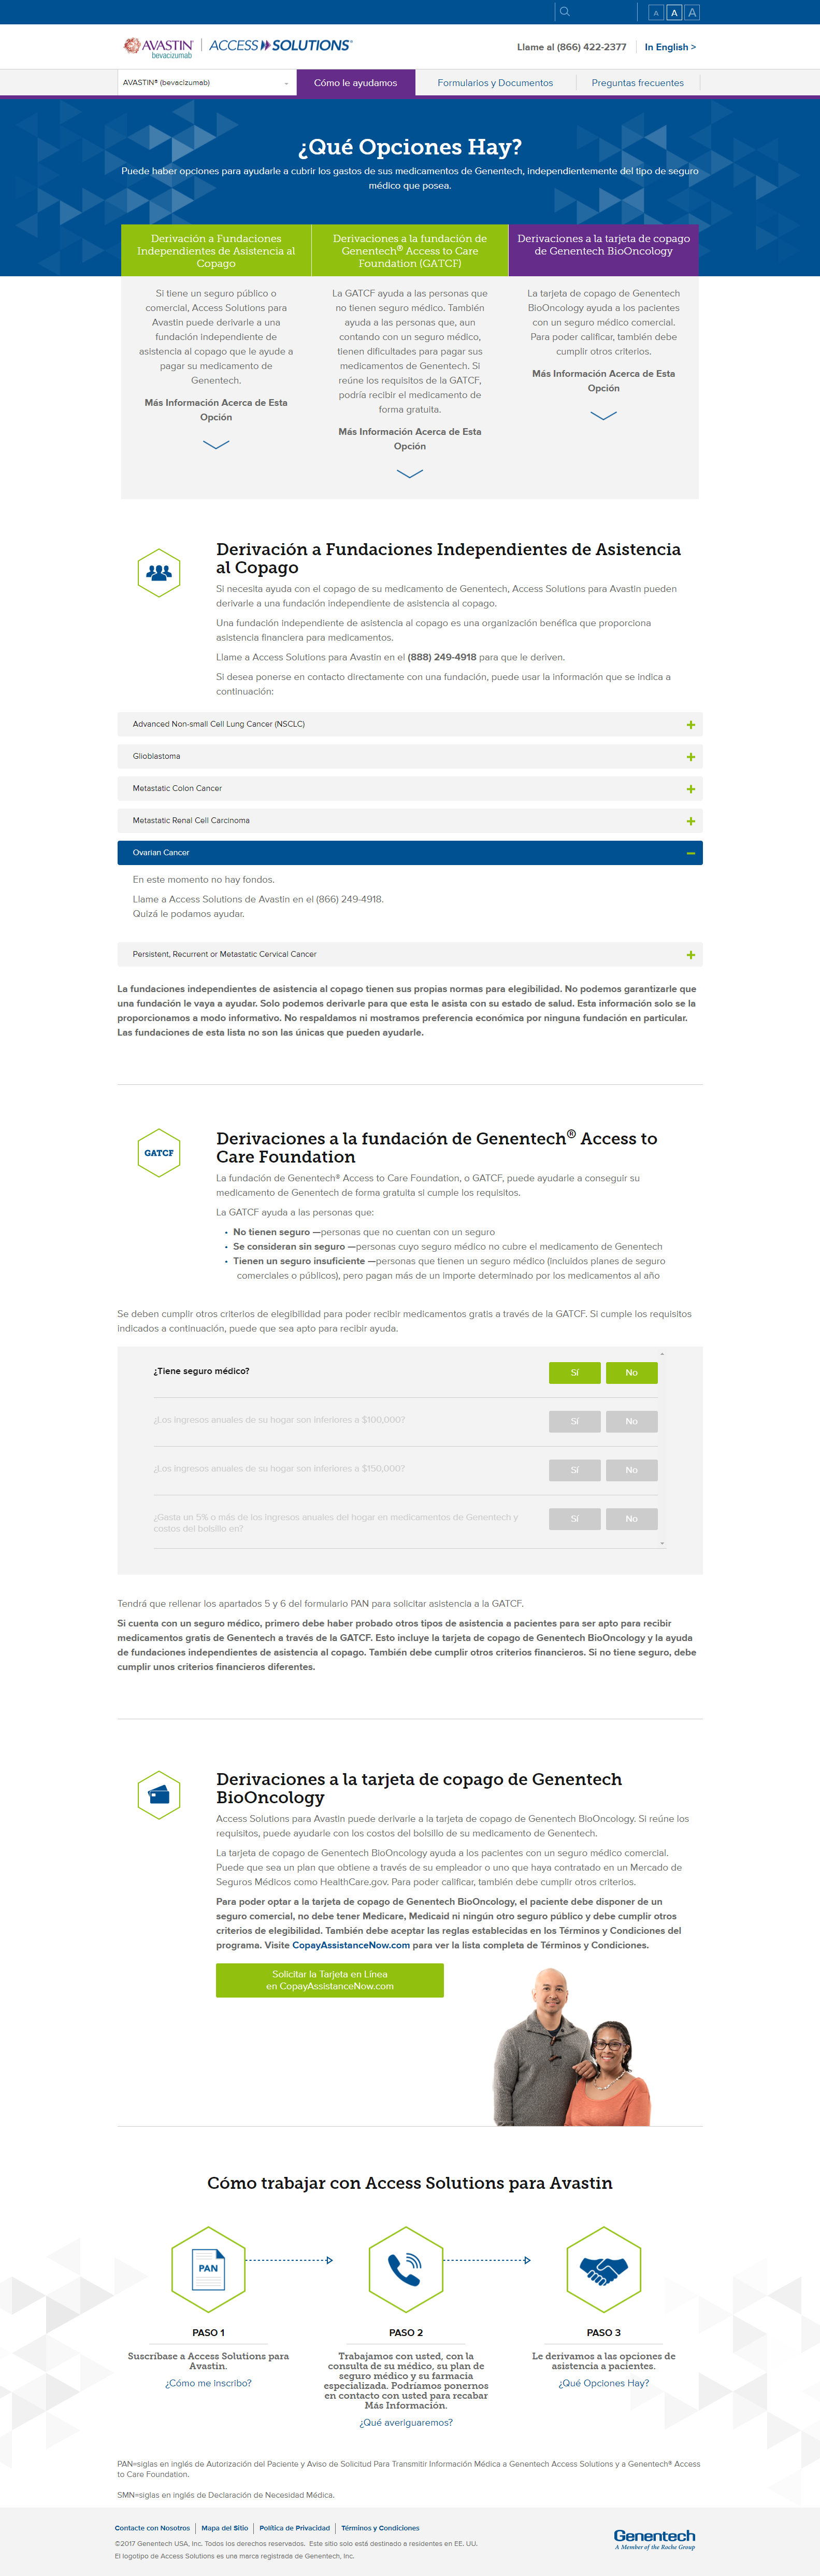 A A A
AVASTIN®
bevacizumab
ACCESS SOLUTIONS®
Llame al (866) 422-2377
In English >
AVASTIN® (bevacizumab)
Cómo le ayudamos
Formularios y Documentos
Preguntas frecuentes
¿Qué Opciones Hay?
Puede haber opciones para ayudarle a cubrir los gastos de sus medicamentos de Genentech, independientemente del tipo de seguro
médico que posea.
Derivación a Fundaciones
Independientes de Asistencia al
Copago
Si tiene un seguro público o
comercial, Access Solutions para
Avastin puede derivarle a una
fundación independiente de
asistencia al copago que le ayude a
pagar su medicamento de
Genentech.
Más Información Acerca de Esta
Opción
Derivaciones a la fundación de
Genentech® Access to Care
Foundation (GATCF)
La GATCF ayuda a las personas que
no tienen seguro médico. También
ayuda a las personas que, aun
contando con un seguro médico,
tienen dificultades para pagar sus
medicamentos de Genentech. Si
reúne los requisitos de la GATCF,
podría recibir el medicamento de
forma gratuita.
Más Información Acerca de Esta
Opción
Derivaciones a la tarjeta de copago
de Genentech BioOncology
La tarjeta de copago de Genentech
BioOncology ayuda a los pacientes
con un seguro médico comercial.
Para poder calificar, también debe
cumplir otros criterios.
Más Información Acerca de Esta
Opción
Derivación a Fundaciones Independientes de Asistencia
al Copago
Si necesita ayuda con el copago de su medicamento de Genentech, Access Solutions para Avastin pueden
derivarle a una fundación independiente de asistencia al copago.
Una fundación independiente de asistencia al copago es una organización benéfica que proporciona
asistencia financiera para medicamentos.
Llame a Access Solutions para Avastin en el (888) 249-4918 para que le deriven.
Si desea ponerse en contacto directamente con una fundación, puede usar la información que se indica a
continuación:
Advanced Non-small Cell Lung Cancer (NSCLC)
Glioblastoma
Metastatic Colon Cancer
Metastatic Renal Cell Carcinoma
Ovarian Cancer
En este momento no hay fondos.
Llame a Access Solutions de Avastin en el (866) 249-4918.
Quizá le podamos ayudar.
Persistent, Recurrent or Metastatic Cervical Cancer
La fundaciones independientes de asistencia al copago tienen sus propias normas para elegibilidad. No podemos garantizarle que
una fundación le vaya a ayudar. Solo podemos derivarle para que esta le asista con su estado de salud. Esta información solo se la
proporcionamos a modo informativo. No respaldamos ni mostramos preferencia económica por ninguna fundación en particular.
Las fundaciones de esta lista no son las únicas que pueden ayudarle.
GATCF
Derivaciones a la fundación de Genentech® Access to
Care Foundation
La fundación de Genentech® Access to Care Foundation, o GATCF, puede ayudarle a conseguir su
medicamento de Genentech de forma gratuita si cumple los requisitos.
La GATCF ayuda a las personas que:
• No tienen seguro —personas que no cuentan con un seguro
• Se consideran sin seguro —personas cuyo seguro médico no cubre el medicamento de Genentech
• Tienen un seguro insuficiente —personas que tienen un seguro médico (incluidos planes de seguro
comerciales o públicos), pero pagan más de un importe determinado por los medicamentos al año
Se deben cumplir otros criterios de elegibilidad para poder recibir medicamentos gratis a través de la GATCF. Si cumple los requisitos
indicados a continuación, puede que sea apto para recibir ayuda.
¿Tiene seguro médico?
Sí
No
¿Los ingresos anuales de su hogar son inferiores a $100,000?
Sí
No
¿Los ingresos anuales de su hogar son inferiores a $150,000?
Sí
No
¿Gasta un 5% o más de los ingresos anuales del hogar en medicamentos de Genentech y
costos del bolsillo en?
Sí
No
Tendrá que rellenar los apartados 5 y 6 del formulario PAN para solicitar asistencia a la GATCF.
Si cuenta con un seguro médico, primero debe haber probado otros tipos de asistencia a pacientes para ser apto para recibir
medicamentos gratis de Genentech a través de la GATCF. Esto incluye la tarjeta de copago de Genentech BioOncology y la ayuda
de fundaciones independientes de asistencia al copago. También debe cumplir otros criterios financieros. Si no tiene seguro, debe
cumplir unos criterios financieros diferentes.
Derivaciones a la tarjeta de copago de Genentech
BioOncology
Access Solutions para Avastin puede derivarle a la tarjeta de copago de Genentech BioOncology. Si reúne los
requisitos, puede ayudarle con los costos del bolsillo de su medicamento de Genentech.
La tarjeta de copago de Genentech BioOncology ayuda a los pacientes con un seguro médico comercial.
Puede que sea un plan que obtiene a través de su empleador o uno que haya contratado en un Mercado de
Seguros Médicos como HealthCare.gov. Para poder calificar, también debe cumplir otros criterios.
Para poder optar a la tarjeta de copago de Genentech BioOncology, el paciente debe disponer de un
seguro comercial, no debe tener Medicare, Medicaid ni ningún otro seguro público y debe cumplir otros
criterios de elegibilidad. También debe aceptar las reglas establecidas en los Términos y Condiciones del
programa. Visite CopayAssistanceNow.com para ver la lista completa de Términos y Condiciones.
Solicitar la Tarjeta en Línea
en CopayAssistanceNow.com
Cómo trabajar con Access Solutions para Avastin
PAN
PASO 1
Suscríbase a Access Solutions para
Avastin.
¿Cómo me inscribo?
PASO 2
Trabajamos con usted, con la
consulta de su médico, su plan de
seguro médico y su farmacia
especializada. Podríamos ponernos
en contacto con usted para recabar
Más Información.
¿Qué averiguaremos?
PASO 3
Le derivamos a las opciones de
asistencia a pacientes.
¿Qué Opciones Hay?
PAN=siglas en inglés de Autorización del Paciente y Aviso de Solicitud Para Transmitir Información Médica a Genentech Access Solutions y a Genentech® Access
to Care Foundation.
SMN=siglas en inglés de Declaración de Necesidad Médica.
Contacte con Nosotros
Mapa del Sitio
Política de Privacidad
Términos y Condiciones
©2017 Genentech USA, Inc. Todos los derechos reservados. Este sitio solo está destinado a residentes en EE. UU.
El logotipo de Access Solutions es una marca registrada de Genentech, Inc.
Genentech
A Member of the Roche Group